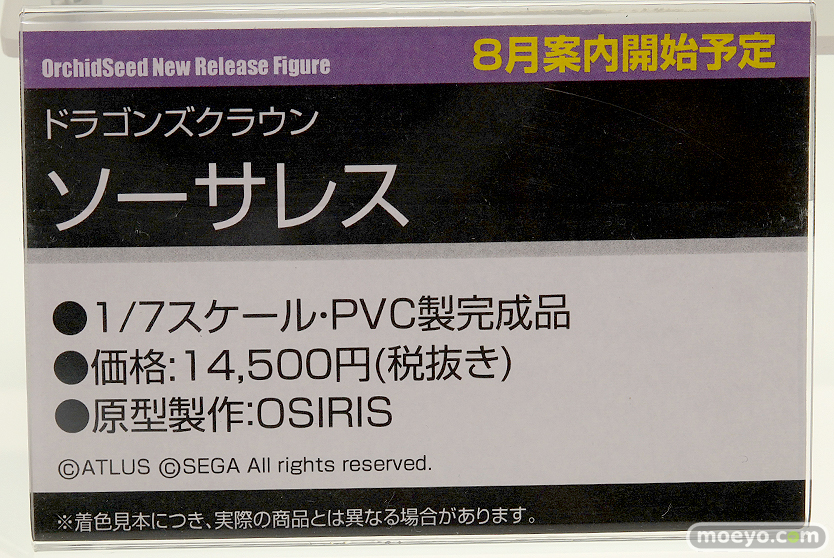 OrchidSeed New Release Figure
8月案内開始予定
ドラゴンズクラウン
ソーサレス
●1/7スケール・PVC製完成品
●価格:14,500円(税抜き)
●原型製作:OSIRIS
©ATLUS ©SEGA All rights reserved.
※着色見本につき、実際の商品とは異なる場合があります。
moeyo.com